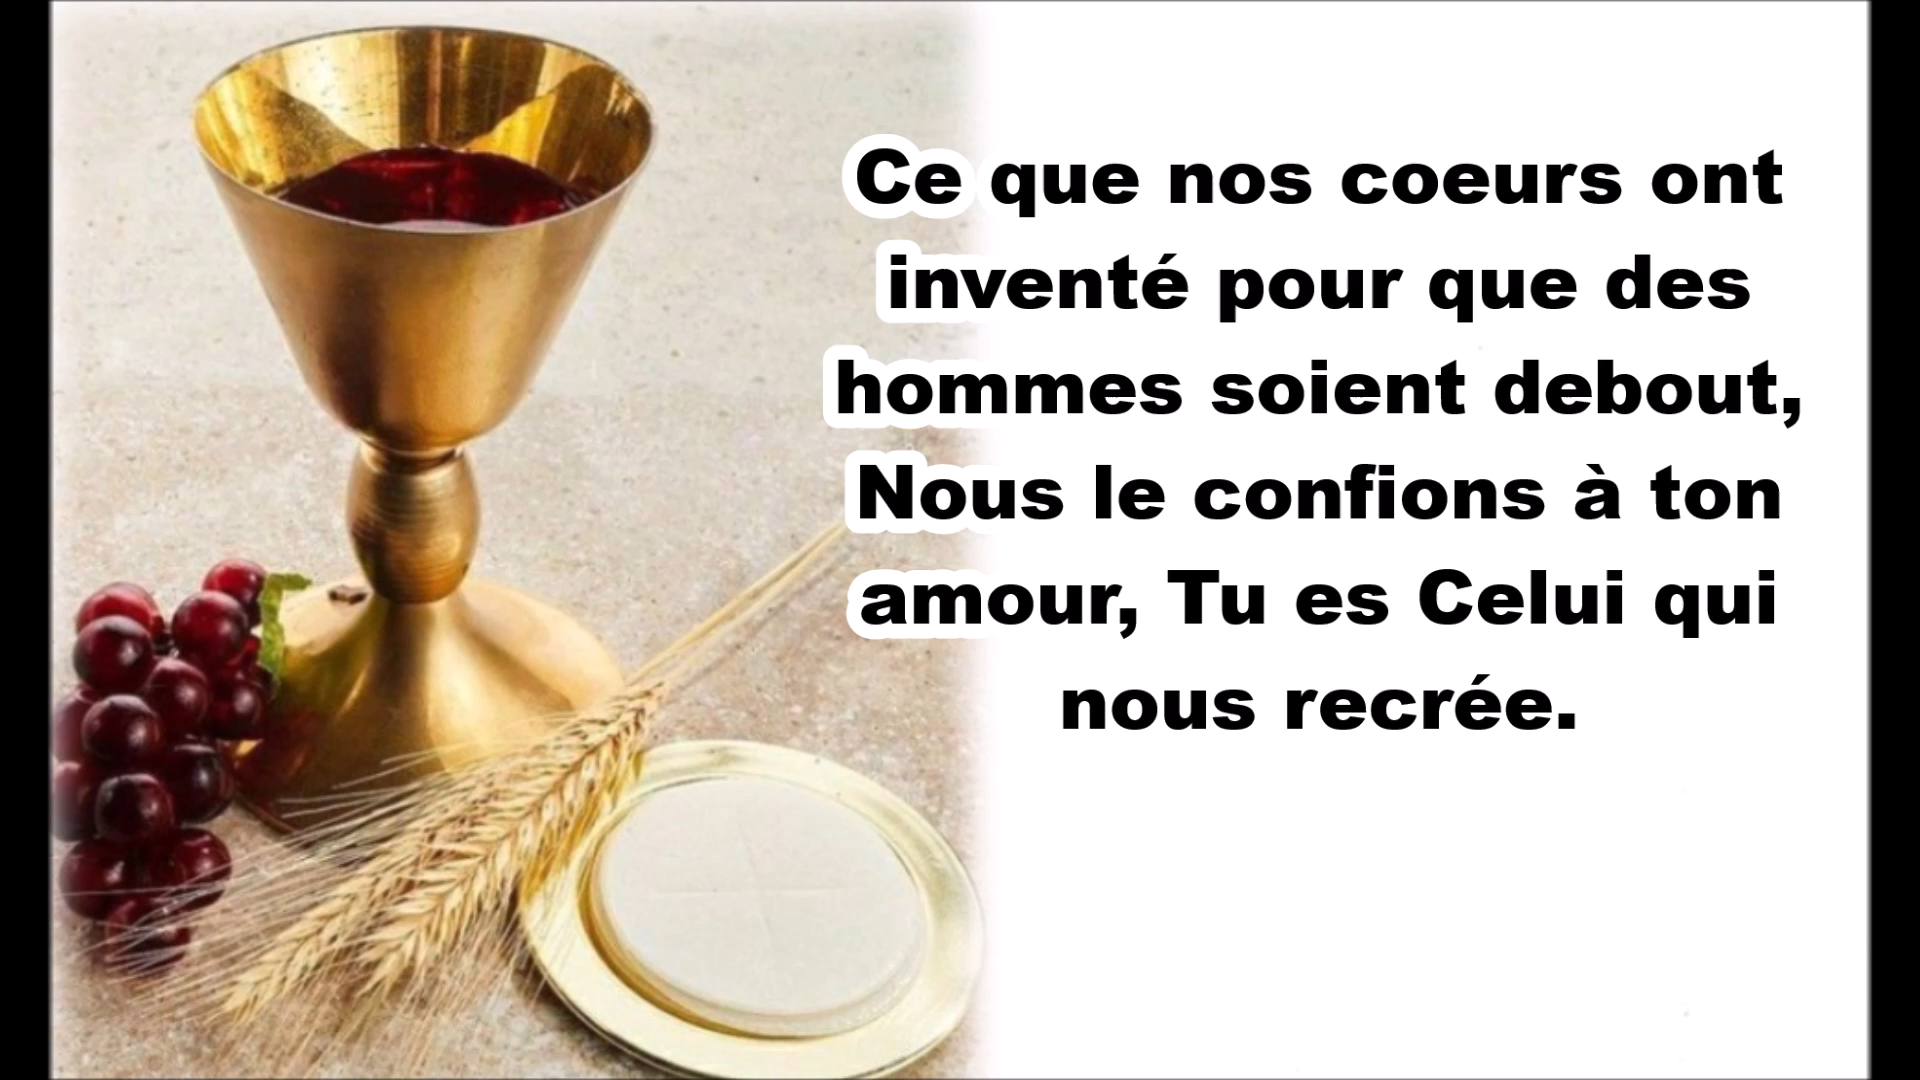 Ce que nos coeurs ont
inventé pour que des
hommes soient debout,
Nous le confions à ton
amour, Tu es Celui qui
nous recrée.